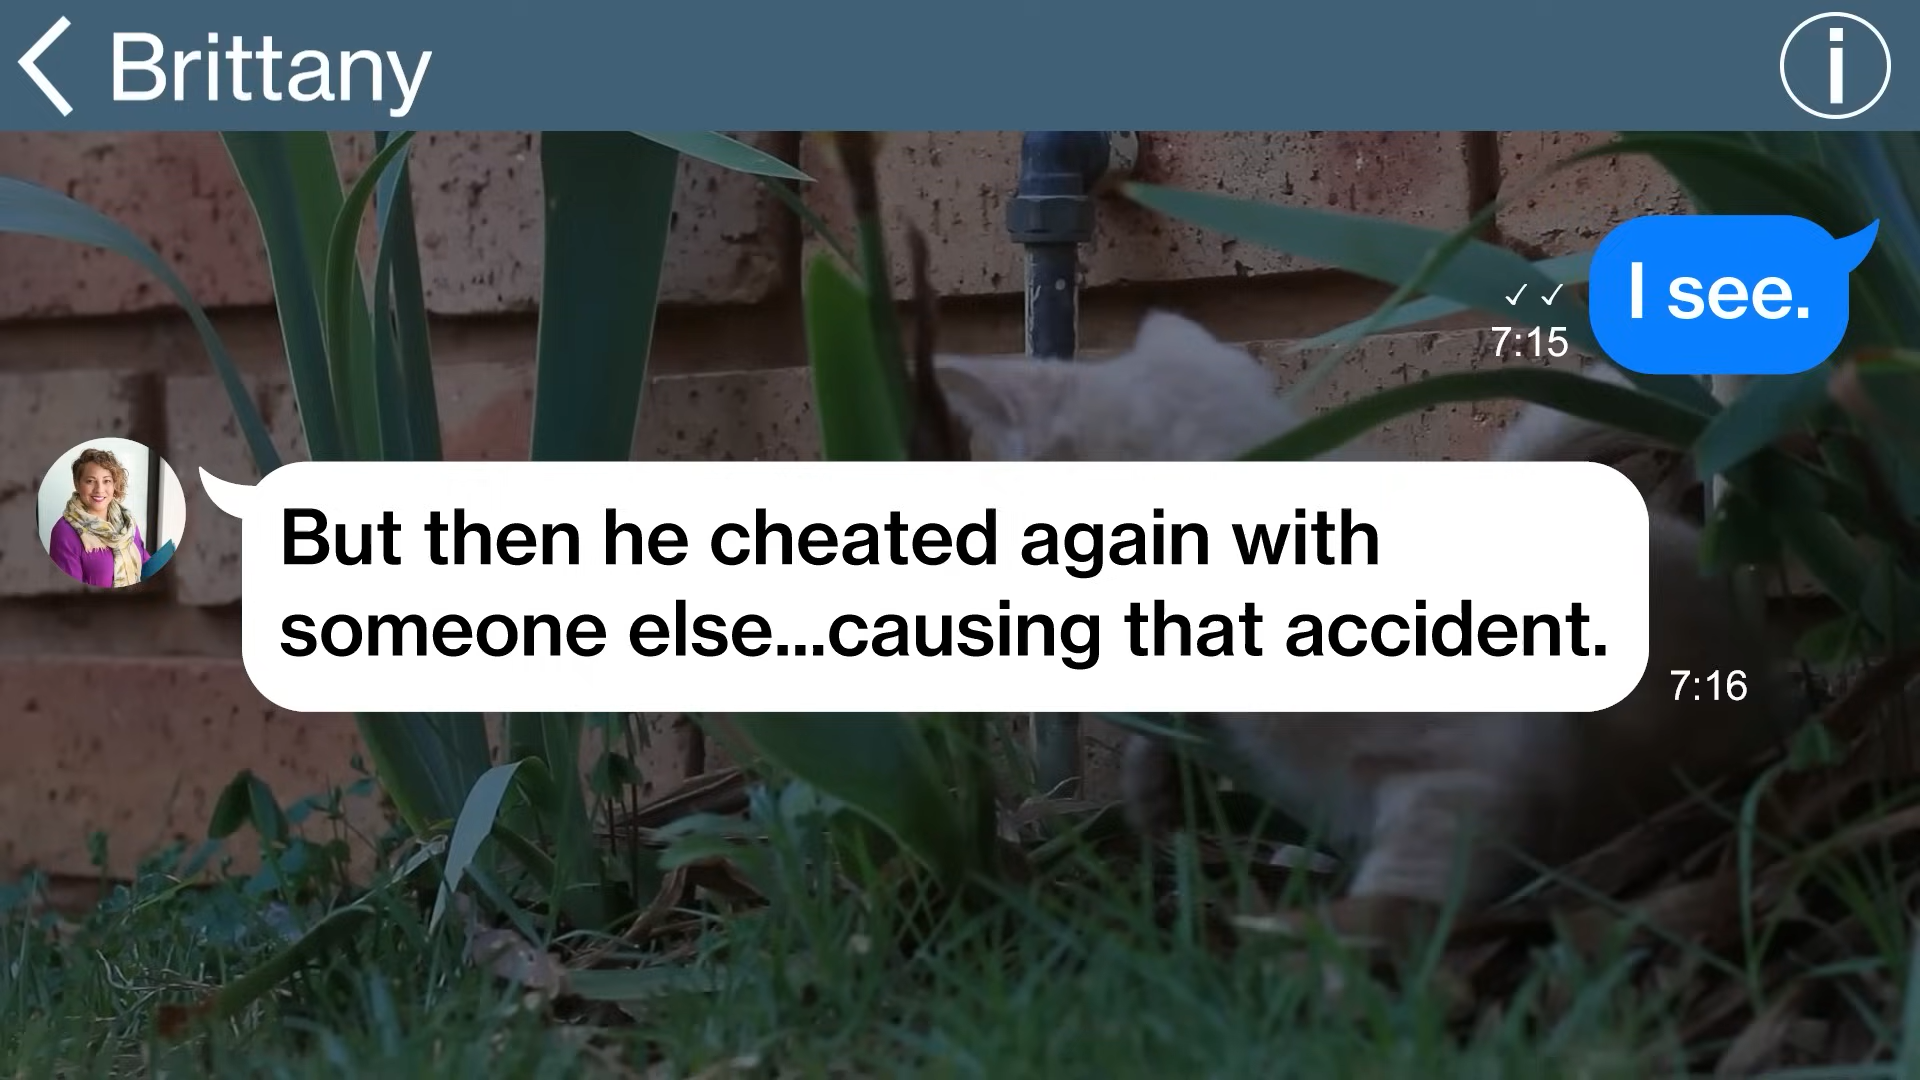 Brittany
I see.
✓✓
7:15
But then he cheated again with
someone else...causing that accident.
7:16